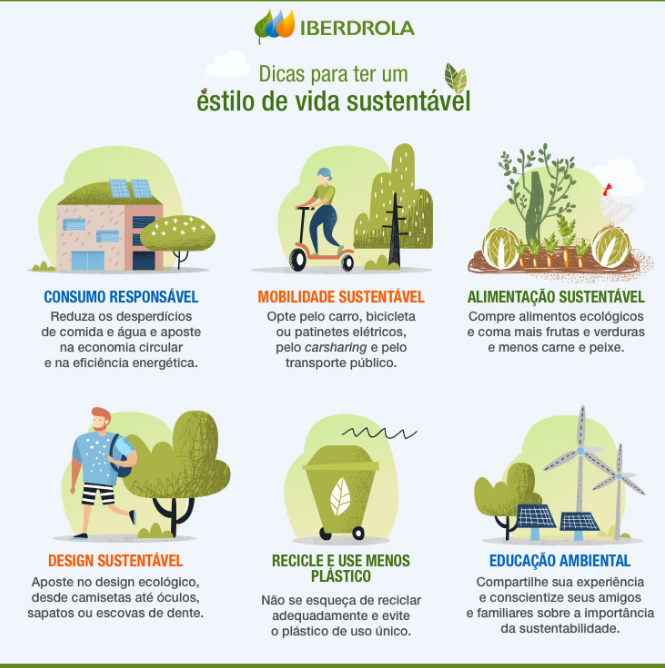 IBERDROLA
Dicas para ter um
estilo de vida sustentável
CONSUMO RESPONSÁVEL
Reduza os desperdícios
de comida e água e aposte
na economia circular
e na eficiência energética.
MOBILIDADE SUSTENTÁVEL
Opte pelo carro, bicicleta
ou patinetes elétricos,
pelo carsharing e pelo
transporte público.
ALIMENTAÇÃO SUSTENTÁVEL
Compre alimentos ecológicos
e coma mais frutas e verduras
e menos carne e peixe.
DESIGN SUSTENTÁVEL
Aposte no design ecológico,
desde camisetas até óculos,
sapatos ou escovas de dente.
RECICLE E USE MENOS
PLÁSTICO
Não se esqueça de reciclar
adequadamente e evite
o plástico de uso único.
EDUCAÇÃO AMBIENTAL
Compartilhe sua experiência
e conscientize seus amigos
e familiares sobre a importância
da sustentabilidade.